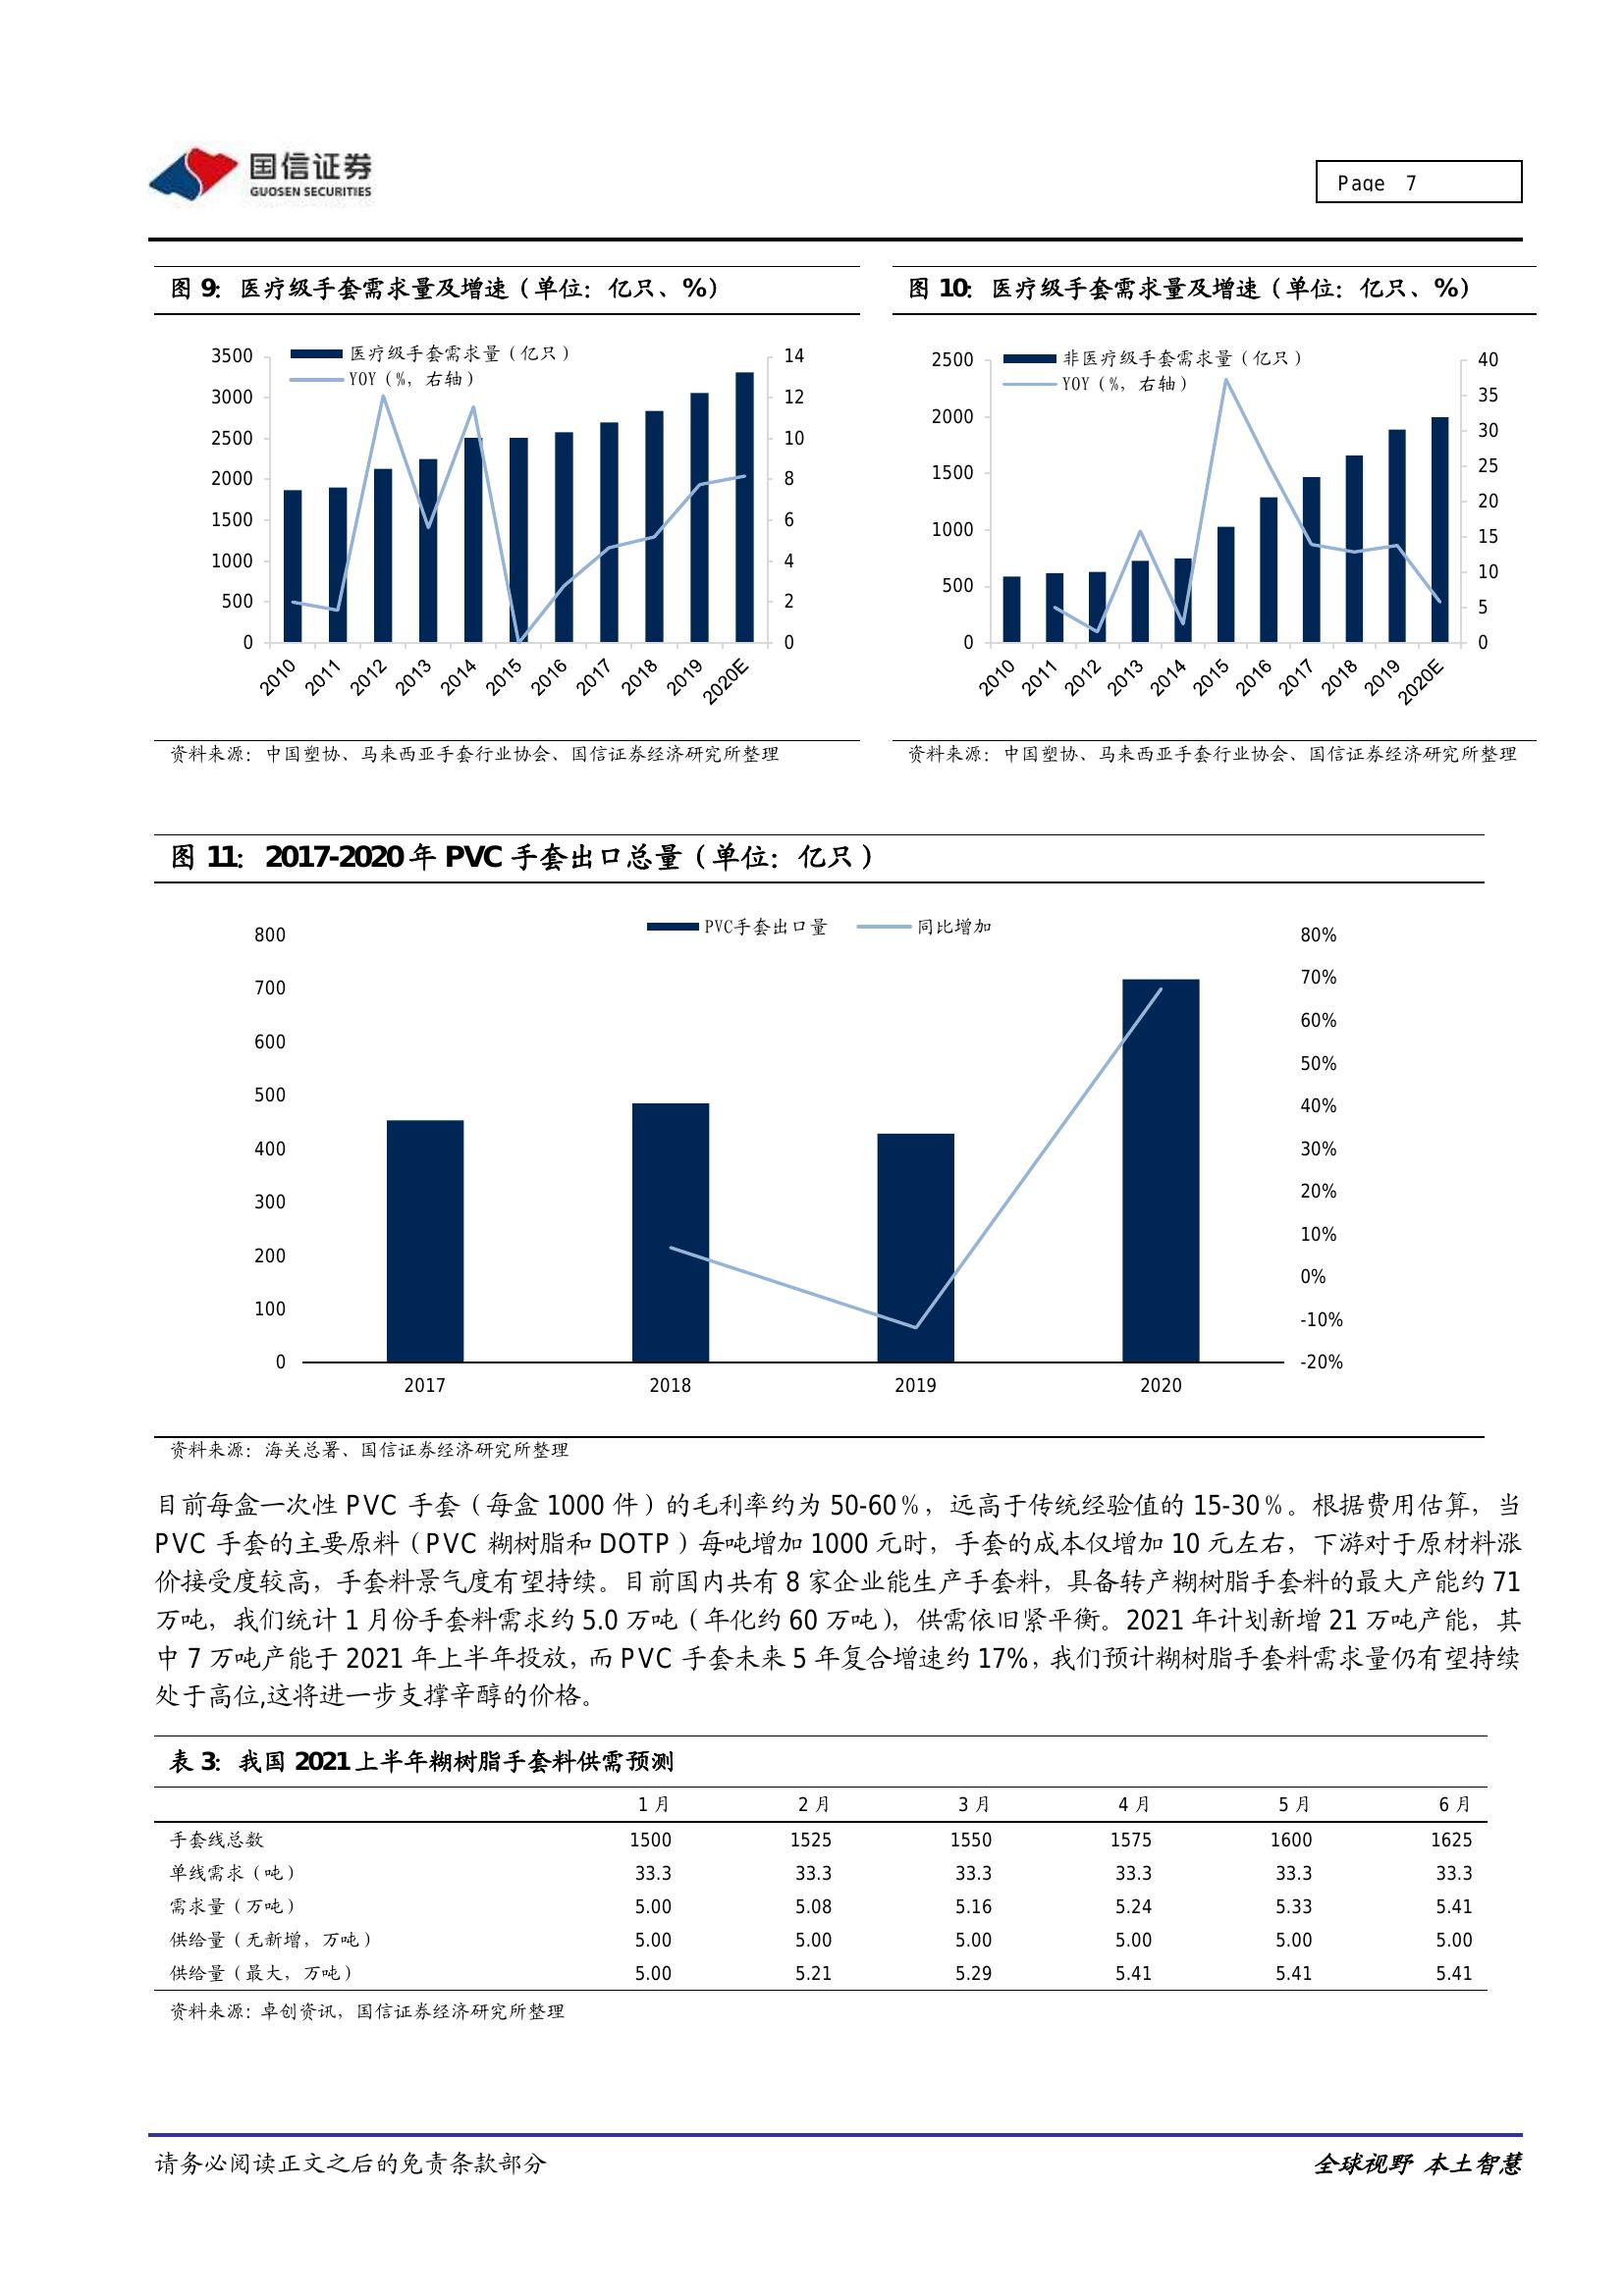 国信证券
GUOSEN SECURITIES
Page 7
图 9：医疗级手套需求量及增速（单位：亿只、%）
3500
3000
2500
2000
1500
1000
500
0
医疗级手套需求量（亿只）
YOY（%，右轴）
14
12
10
8
6
4
2
0
2010 2011 2012 2013 2014 2015 2016 2017 2018 2019 2020E
资料来源：中国塑协、马来西亚手套行业协会、国信证券经济研究所整理
图 10：医疗级手套需求量及增速（单位：亿只、%）
2500
2000
1500
1000
500
0
非医疗级手套需求量（亿只）
YOY（%，右轴）
40
35
30
25
20
15
10
5
0
2010 2011 2012 2013 2014 2015 2016 2017 2018 2019 2020E
资料来源：中国塑协、马来西亚手套行业协会、国信证券经济研究所整理
图 11：2017-2020 年 PVC 手套出口总量（单位：亿只）
PVC手套出口量 同比增加
800
700
600
500
400
300
200
100
0
80%
70%
60%
50%
40%
30%
20%
10%
0%
-10%
-20%
2017 2018 2019 2020
资料来源：海关总署、国信证券经济研究所整理
目前每盒一次性 PVC 手套（每盒 1000 件）的毛利率约为 50-60%，远高于传统经验值的 15-30%。根据费用估算，当
PVC 手套的主要原料（PVC 糊树脂和 DOTP）每吨增加 1000 元时，手套的成本仅增加 10 元左右，下游对于原材料涨
价接受度较高，手套料景气度有望持续。目前国内共有 8 家企业能生产手套料，具备转产糊树脂手套料的最大产能约 71
万吨，我们统计 1 月份手套料需求约 5.0 万吨（年化约 60 万吨），供需依旧紧平衡。2021 年计划新增 21 万吨产能，其
中 7 万吨产能于 2021 年上半年投放，而 PVC 手套未来 5 年复合增速约 17%，我们预计糊树脂手套料需求量仍有望持续
处于高位,这将进一步支撑辛醇的价格。
表 3：我国 2021 上半年糊树脂手套料供需预测
1 月 2 月 3 月 4 月 5 月 6 月
手套线总数 1500 1525 1550 1575 1600 1625
单线需求（吨） 33.3 33.3 33.3 33.3 33.3 33.3
需求量（万吨） 5.00 5.08 5.16 5.24 5.33 5.41
供给量（无新增，万吨） 5.00 5.00 5.00 5.00 5.00 5.00
供给量（最大，万吨） 5.00 5.21 5.29 5.41 5.41 5.41
资料来源：卓创资讯，国信证券经济研究所整理
请务必阅读正文之后的免责条款部分
全球视野 本土智慧